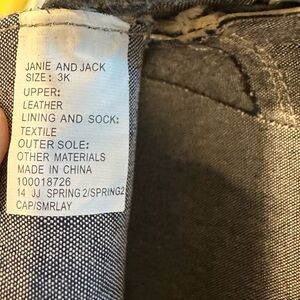 JANIE AND JACK
SIZE: 3K
UPPER:
LEATHER
LINING AND SOCK:
TEXTILE
OUTER SOLE:
OTHER MATERIALS
MADE IN CHINA
100018726
14 JJ SPRING 2/SPRING2
CAP/SMRLAY